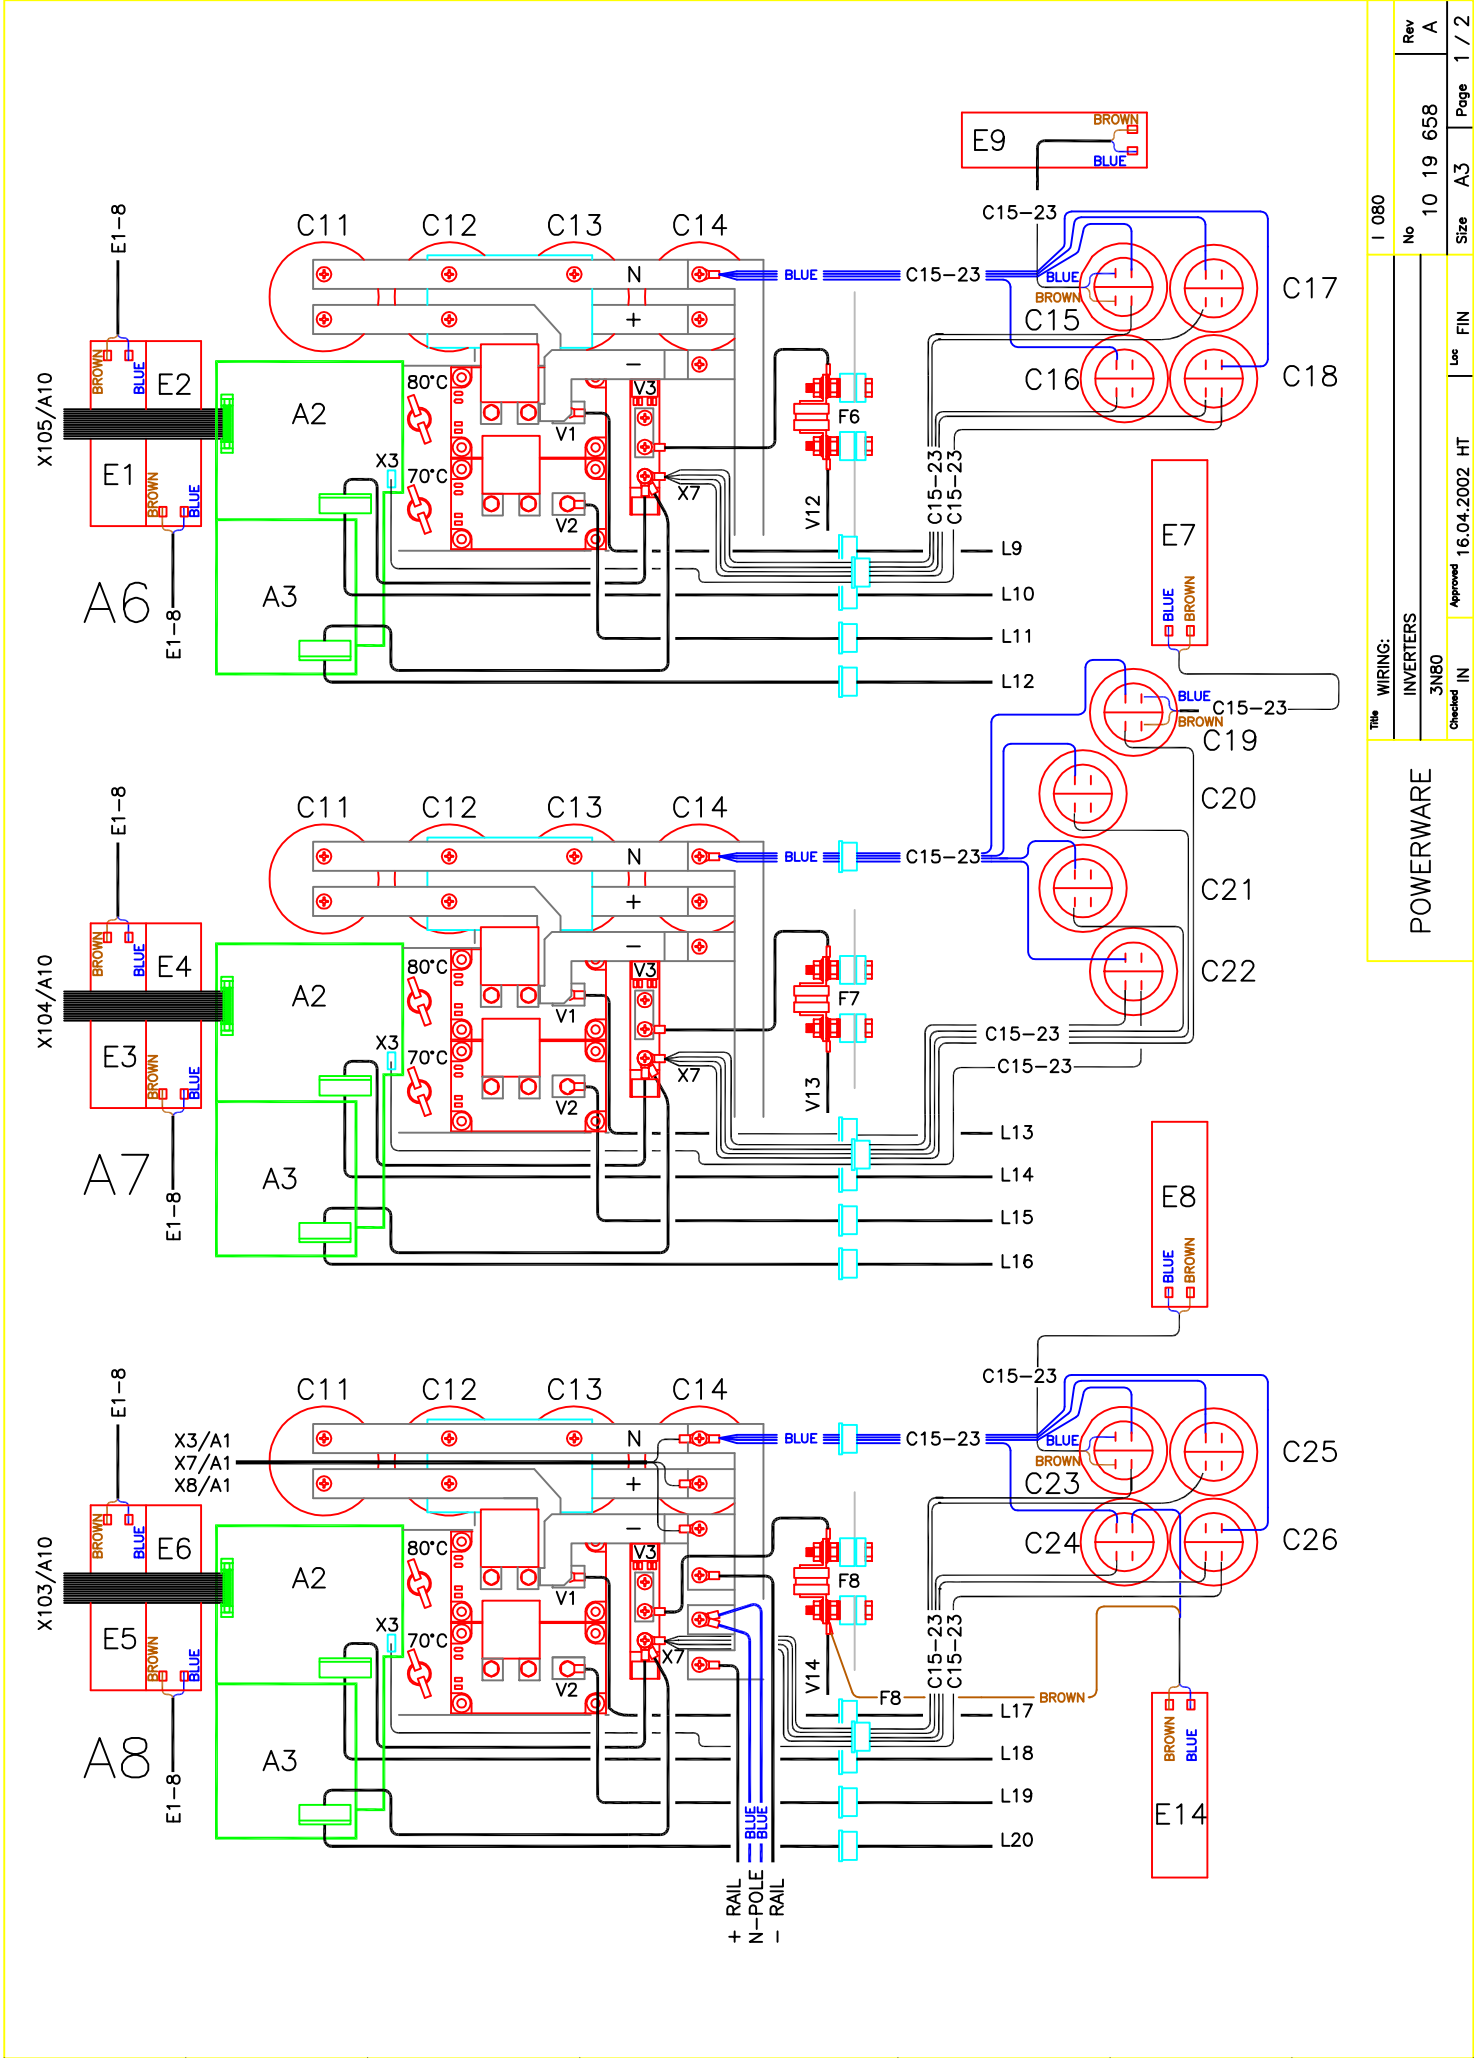 E1-8
X105/A10
BROWN
BLUE
E2
E1
BROWN
BLUE
A6
E1-8
C11
C12
C13
C14
N
+
-
A2
80°C
70°C
X3
V1
V2
V3
X7
A3
F6
V12
BLUE
C15-23
C15-23
C15-23
C15-23
L9
L10
L11
L12
E9
BROWN
BLUE
BLUE
BROWN
C15
C16
C17
C18
E7
BLUE
BROWN
E1-8
X104/A10
BROWN
BLUE
E4
E3
BROWN
BLUE
A7
E1-8
C11
C12
C13
C14
N
+
-
A2
80°C
70°C
X3
V1
V2
V3
X7
A3
F7
V13
BLUE
C15-23
C15-23
C15-23
L13
L14
L15
L16
BLUE
BROWN
C15-23
C19
C20
C21
C22
E8
BLUE
BROWN
E1-8
X3/A1
X7/A1
X8/A1
X103/A10
BROWN
BLUE
E6
E5
BROWN
BLUE
A8
E1-8
C11
C12
C13
C14
N
+
-
A2
80°C
70°C
X3
V1
V2
V3
X7
A3
F8
V14
BLUE
C15-23
C15-23
C15-23
C15-23
F8
BROWN
L17
L18
L19
L20
BLUE
BLUE
+ RAIL
N-POLE
- RAIL
BLUE
BROWN
C23
C24
C25
C26
BROWN
BLUE
E14
POWERWARE
Title WIRING:
INVERTERS
3N80
I 080
No 10 19 658
Rev A
Checked IN
Approved 16.04.2002 HT
Loc FIN
Size A3
Page 1 / 2